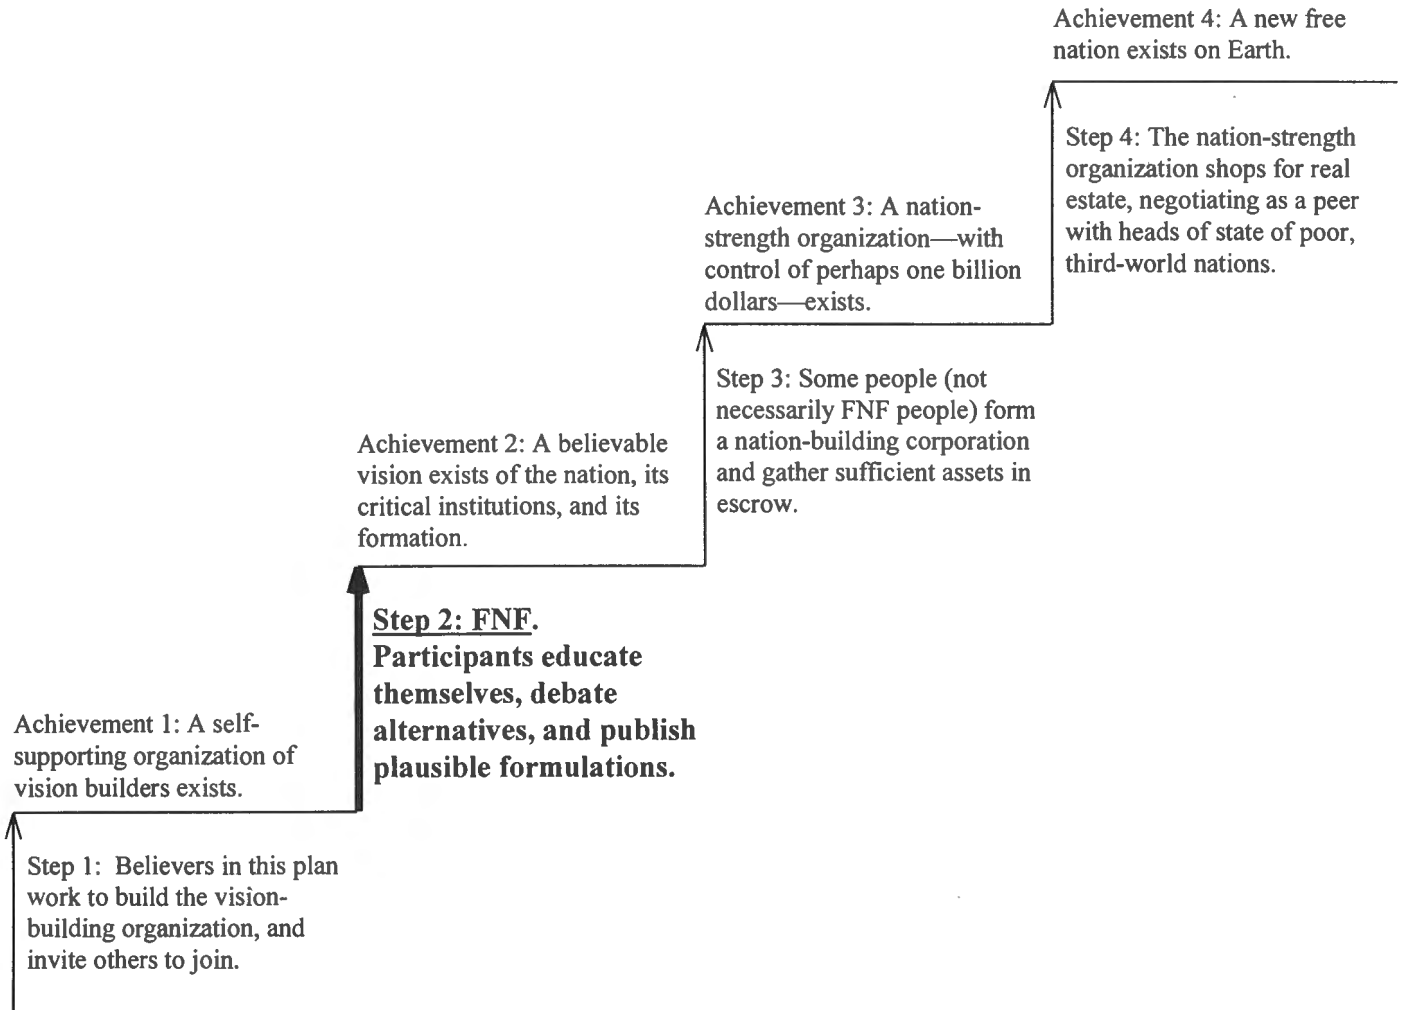 Achievement 4: A new free
nation exists on Earth.
Step 4: The nation-strength
organization shops for real
estate, negotiating as a peer
with heads of state of poor,
third-world nations.
Achievement 3: A nation-
strength organization—with
control of perhaps one billion
dollars—exists.
Step 3: Some people (not
necessarily FNF people) form
a nation-building corporation
and gather sufficient assets in
escrow.
Achievement 2: A believable
vision exists of the nation, its
critical institutions, and its
formation.
Step 2: FNF.
Participants educate
themselves, debate
alternatives, and publish
plausible formulations.
Achievement 1: A self-
supporting organization of
vision builders exists.
Step 1: Believers in this plan
work to build the vision-
building organization, and
invite others to join.